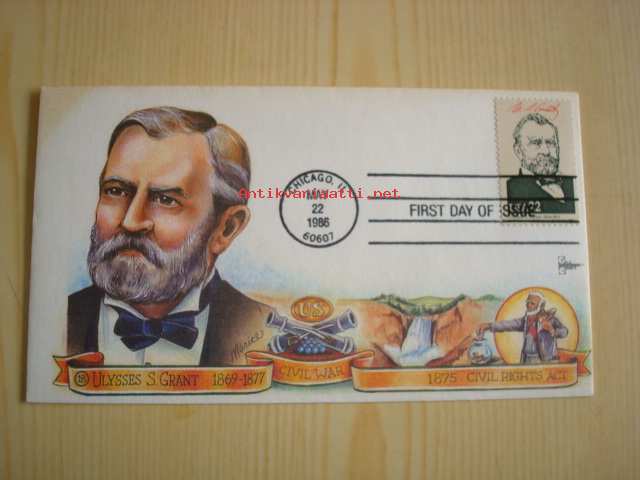 CHICAGO, IL
MAY
22
1986
60607
FIRST DAY OF ISSUE
22
Antikvariaatti.net
US
CIVIL WAR
18 ULYSSES S. GRANT 1869-1877
1875 CIVIL RIGHTS ACT